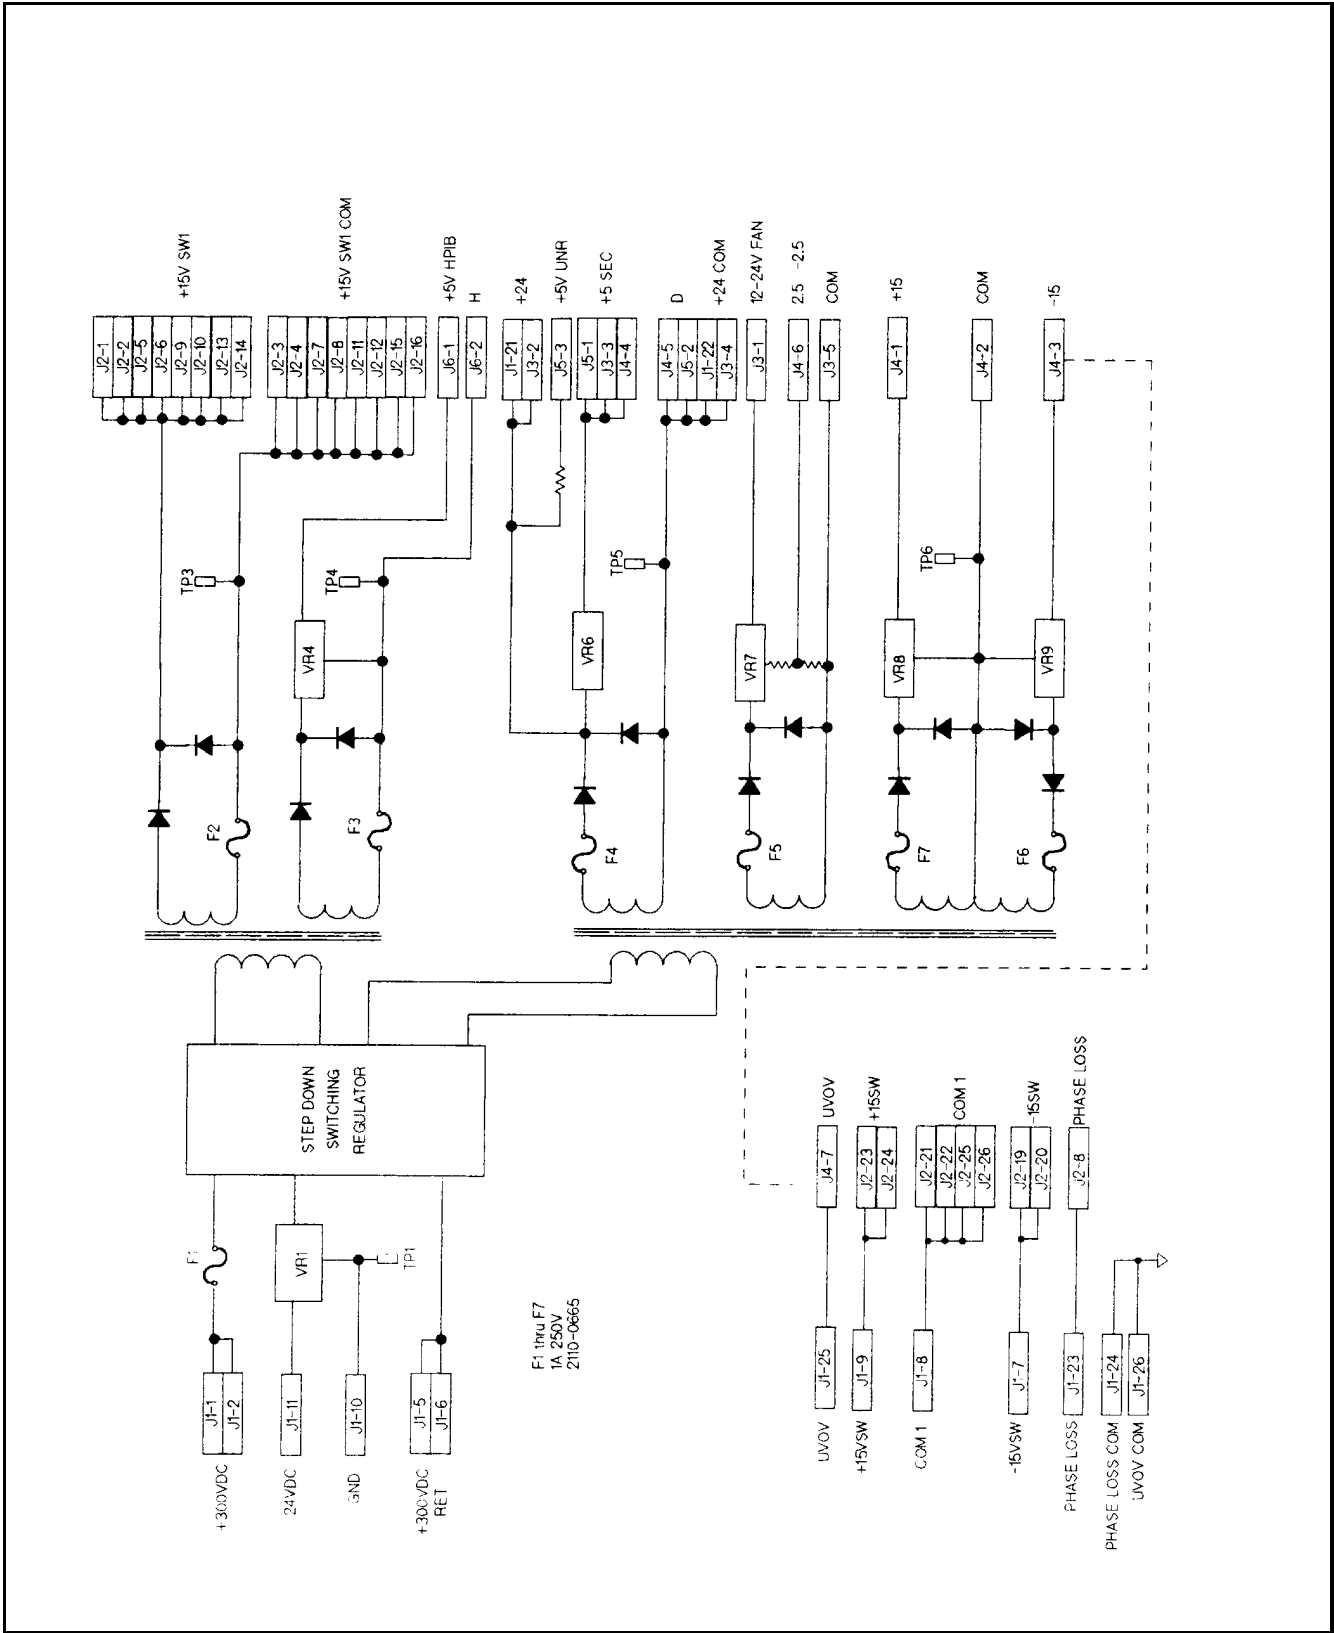 +15V SW1
J2-1
J2-2
J2-5
J2-6
J2-9
J2-10
J2-13
J2-14
+15V SW1 COM
J2-3
J2-4
J2-7
J2-8
J2-11
J2-12
J2-15
J2-16
+5V HPIB
J6-1
H
J6-2
+24
J1-21
J3-2
+5V UNR
J5-3
+5 SEC
J5-1
J3-3
J4-4
D
+24 COM
J4-5
J5-2
J1-22
J3-4
12-24V FAN
J3-1
2.5 -2.5
J4-6
COM
J3-5
+15
J4-1
COM
J4-2
-15
J4-3
TP3
TP4
TP5
TP6
VR4
VR6
VR7
VR8
VR9
F2
F3
F4
F5
F7
F6
STEP DOWN
SWITCHING
REGULATOR
F1
VR1
TP1
J1-1
J1-2
+300VDC
J1-11
24VDC
J1-10
GND
J1-5
J1-6
+300VDC
RET
F1 thru F7
1A 250V
2110-0665
UVOV
J4-7
J1-25
UVOV
+15SW
J2-23
J2-24
J1-9
+15VSW
COM 1
J2-21
J2-22
J2-25
J2-26
J1-8
COM 1
-15SW
J2-19
J2-20
J1-7
-15VSW
PHASE LOSS
J2-8
J1-23
PHASE LOSS
J1-24
PHASE LOSS COM
J1-26
UVOV COM